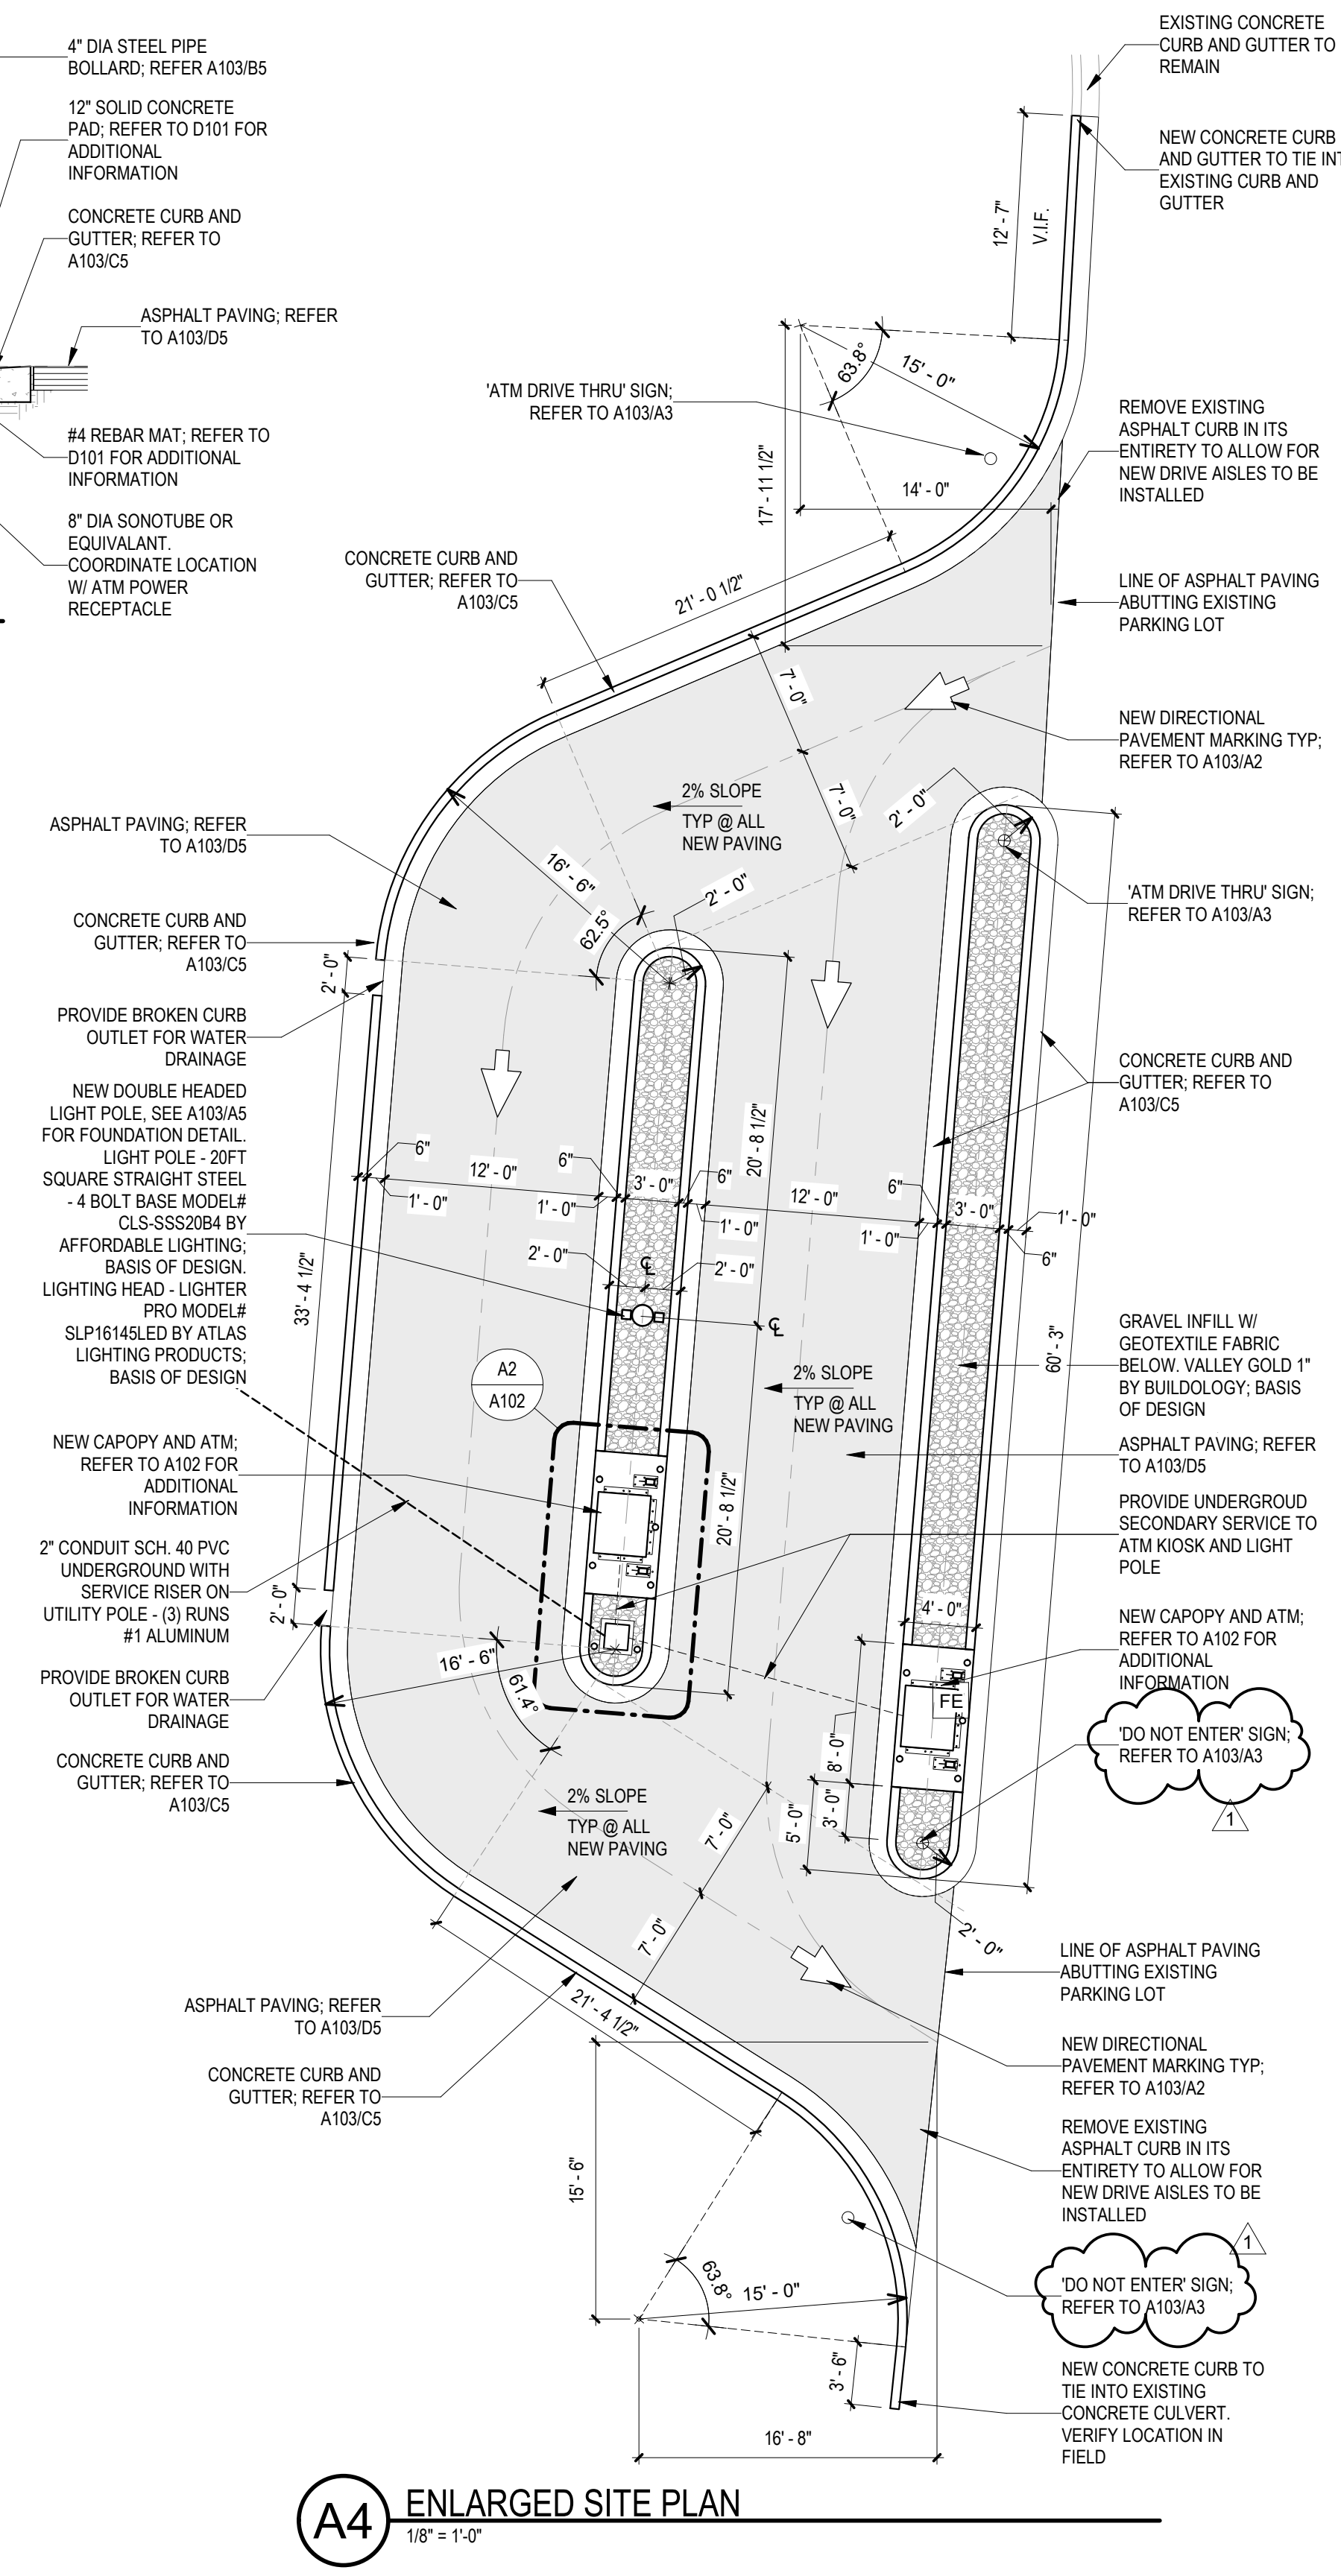 4" DIA STEEL PIPE
BOLLARD; REFER A103/B5
12" SOLID CONCRETE
PAD; REFER TO D101 FOR
ADDITIONAL
INFORMATION
CONCRETE CURB AND
GUTTER; REFER TO
A103/C5
ASPHALT PAVING; REFER
TO A103/D5
#4 REBAR MAT; REFER TO
D101 FOR ADDITIONAL
INFORMATION
8" DIA SONOTUBE OR
EQUIVALANT.
COORDINATE LOCATION
W/ ATM POWER
RECEPTACLE
EXISTING CONCRETE
CURB AND GUTTER TO
REMAIN
NEW CONCRETE CURB
AND GUTTER TO TIE INT
EXISTING CURB AND
GUTTER
12' - 7"
V.I.F.
63.8°
15' - 0"
'ATM DRIVE THRU' SIGN;
REFER TO A103/A3
17' - 11 1/2"
14' - 0"
REMOVE EXISTING
ASPHALT CURB IN ITS
ENTIRETY TO ALLOW FOR
NEW DRIVE AISLES TO BE
INSTALLED
CONCRETE CURB AND
GUTTER; REFER TO
A103/C5
21' - 0 1/2"
LINE OF ASPHALT PAVING
ABUTTING EXISTING
PARKING LOT
7' - 0"
7' - 0"
NEW DIRECTIONAL
PAVEMENT MARKING TYP;
REFER TO A103/A2
2% SLOPE
TYP @ ALL
NEW PAVING
2' - 0"
ASPHALT PAVING; REFER
TO A103/D5
16' - 6"
2' - 0"
62.5°
'ATM DRIVE THRU' SIGN;
REFER TO A103/A3
CONCRETE CURB AND
GUTTER; REFER TO
A103/C5
2' - 0"
PROVIDE BROKEN CURB
OUTLET FOR WATER
DRAINAGE
NEW DOUBLE HEADED
LIGHT POLE, SEE A103/A5
FOR FOUNDATION DETAIL.
LIGHT POLE - 20FT
SQUARE STRAIGHT STEEL
- 4 BOLT BASE MODEL#
CLS-SSS20B4 BY
AFFORDABLE LIGHTING;
BASIS OF DESIGN.
LIGHTING HEAD - LIGHTER
PRO MODEL#
SLP16145LED BY ATLAS
LIGHTING PRODUCTS;
BASIS OF DESIGN
CONCRETE CURB AND
GUTTER; REFER TO
A103/C5
20' - 8 1/2"
6"
12' - 0"
1' - 0"
6"
1' - 0"
3' - 0"
6"
1' - 0"
12' - 0"
6"
1' - 0"
3' - 0"
1' - 0"
6"
2' - 0"
CL
2' - 0"
CL
33' - 4 1/2"
60' - 3"
GRAVEL INFILL W/
GEOTEXTILE FABRIC
BELOW. VALLEY GOLD 1"
BY BUILDOLOGY; BASIS
OF DESIGN
A2
A102
2% SLOPE
TYP @ ALL
NEW PAVING
ASPHALT PAVING; REFER
TO A103/D5
NEW CAPOPY AND ATM;
REFER TO A102 FOR
ADDITIONAL
INFORMATION
20' - 8 1/2"
PROVIDE UNDERGROUD
SECONDARY SERVICE TO
ATM KIOSK AND LIGHT
POLE
2" CONDUIT SCH. 40 PVC
UNDERGROUND WITH
SERVICE RISER ON
UTILITY POLE - (3) RUNS
#1 ALUMINUM
2' - 0"
4' - 0"
NEW CAPOPY AND ATM;
REFER TO A102 FOR
ADDITIONAL
INFORMATION
PROVIDE BROKEN CURB
OUTLET FOR WATER
DRAINAGE
16' - 6"
61.4°
FE
'DO NOT ENTER' SIGN;
REFER TO A103/A3
1
CONCRETE CURB AND
GUTTER; REFER TO
A103/C5
8' - 0"
5' - 0"
3' - 0"
2% SLOPE
TYP @ ALL
NEW PAVING
7' - 0"
7' - 0"
2' - 0"
LINE OF ASPHALT PAVING
ABUTTING EXISTING
PARKING LOT
ASPHALT PAVING; REFER
TO A103/D5
21' - 4 1/2"
NEW DIRECTIONAL
PAVEMENT MARKING TYP;
REFER TO A103/A2
CONCRETE CURB AND
GUTTER; REFER TO
A103/C5
REMOVE EXISTING
ASPHALT CURB IN ITS
ENTIRETY TO ALLOW FOR
NEW DRIVE AISLES TO BE
INSTALLED
15' - 6"
1
'DO NOT ENTER' SIGN;
REFER TO A103/A3
63.8°
15' - 0"
3' - 6"
NEW CONCRETE CURB TO
TIE INTO EXISTING
CONCRETE CULVERT.
VERIFY LOCATION IN
FIELD
16' - 8"
A4
ENLARGED SITE PLAN
1/8" = 1'-0"